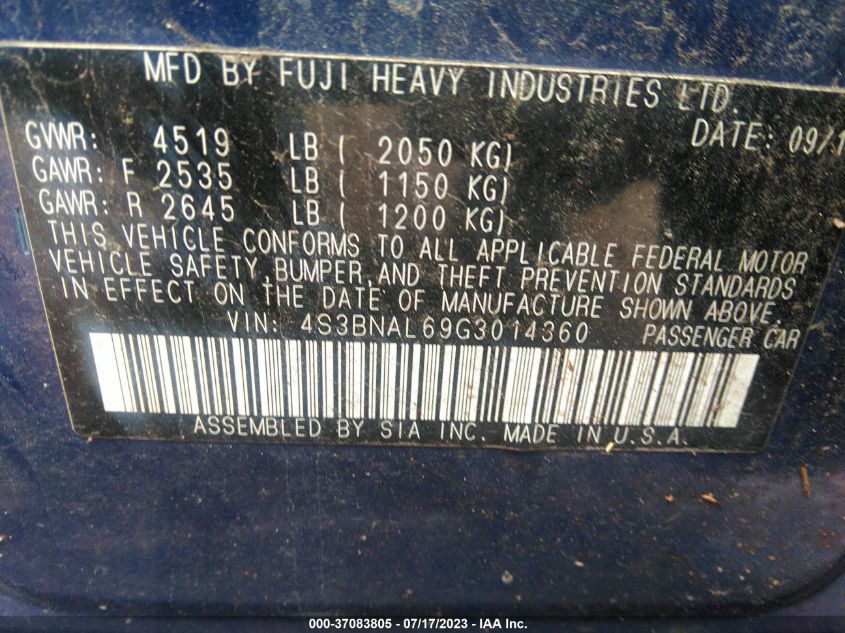 MFD BY FUJI HEAVY INDUSTRIES LTD.
DATE: 09/1
GVWR: 4519 LB ( 2050 KG)
GAWR: F 2535 LB ( 1150 KG)
GAWR: R 2645 LB ( 1200 KG)
THIS VEHICLE CONFORMS TO ALL APPLICABLE FEDERAL MOTOR
VEHICLE SAFETY,BUMPER,AND THEFT PREVENTION STANDARDS
IN EFFECT ON THE DATE OF MANUFACTURE SHOWN ABOVE.
VIN: 4S3BNAL69G3014360 PASSENGER CAR
ASSEMBLED BY SIA INC. MADE IN U.S.A.
000-37083805 - 07/17/2023 - IAA Inc.